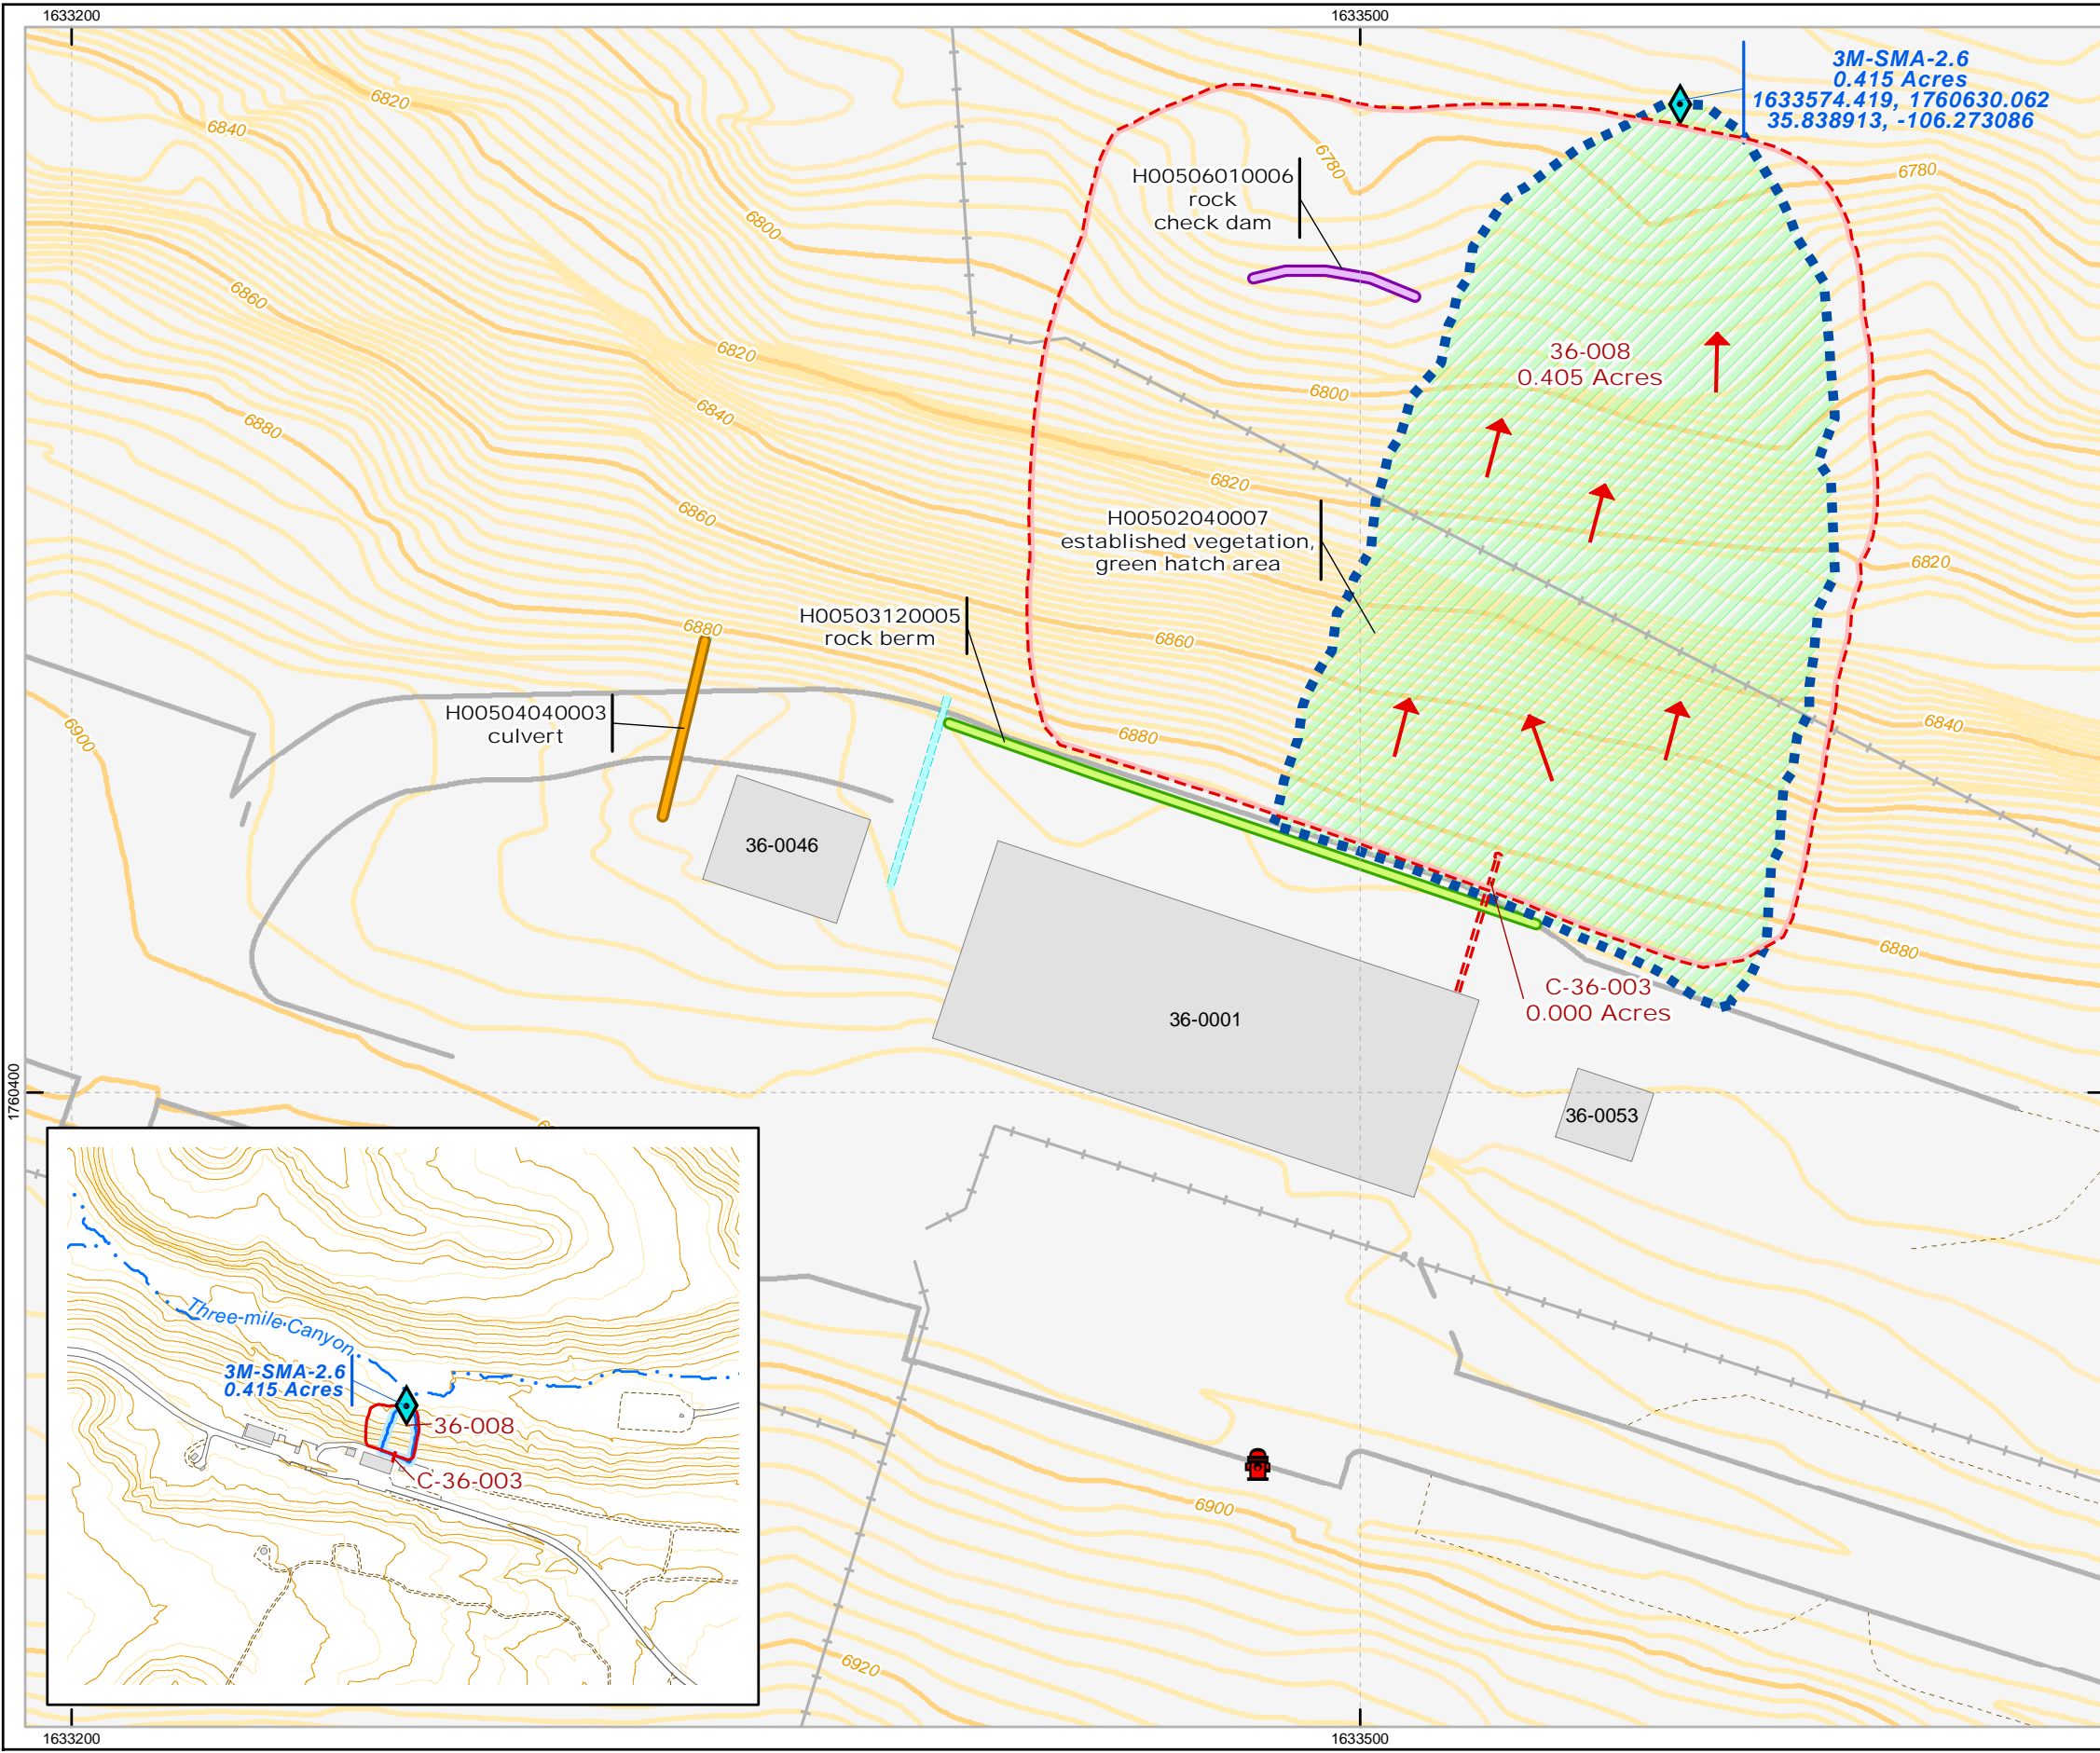 1633200
1633500
3M-SMA-2.6
0.415 Acres
1633574.419, 1760630.062
35.838913, -106.273086
6820
6840
6780
6780
H00506010006
rock
check dam
6800
6860
6820
36-008
0.405 Acres
6800
6840
6880
6820
6860
H00502040007
established vegetation,
green hatch area
6820
H00503120005
rock berm
6880
6860
H00504040003
culvert
6900
6880
6840
36-0046
6880
C-36-003
0.000 Acres
36-0001
1760400
36-0053
Three-mile Canyon
3M-SMA-2.6
0.415 Acres
36-008
C-36-003
6900
6920
1633200
1633500